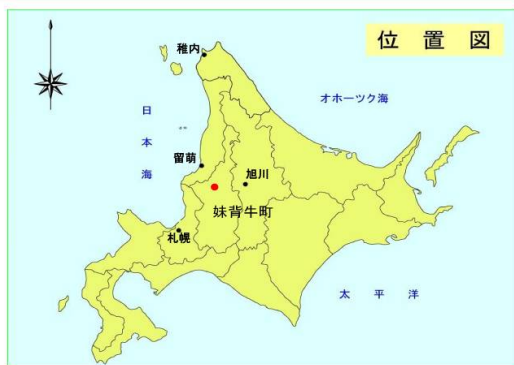 位置図
稚内
オホーツク海
日本海
留萌
旭川
妹背牛町
札幌
太平洋